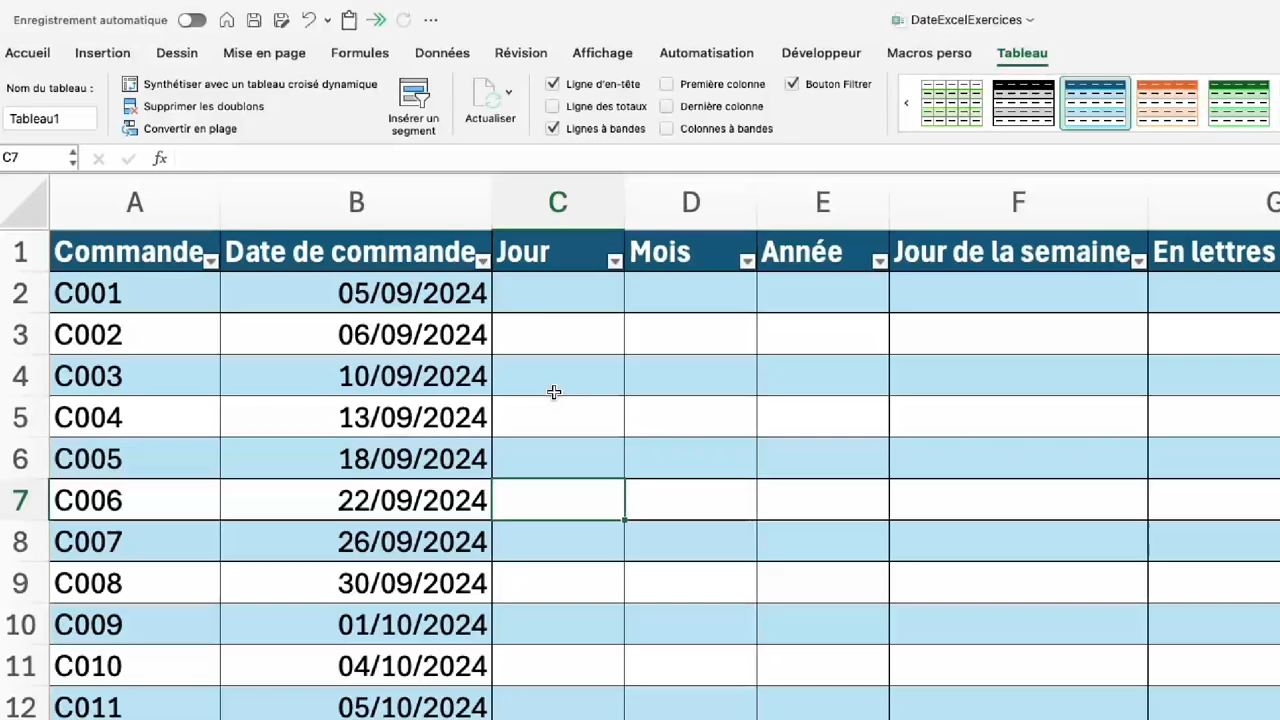 Enregistrement automatique
DateExcelExercices
Accueil Insertion Dessin Mise en page Formules Données Révision Affichage Automatisation Développeur Macros perso Tableau
Nom du tableau :
Tableau1
Synthétiser avec un tableau croisé dynamique
Supprimer les doublons
Convertir en plage
Insérer un
segment
Actualiser
Ligne d'en-tête
Ligne des totaux
Lignes à bandes
Première colonne
Dernière colonne
Colonnes à bandes
Bouton Filtrer
C7 fx
A B C D E F G
1 Commande Date de commande Jour Mois Année Jour de la semaine En lettres
2 C001 05/09/2024
3 C002 06/09/2024
4 C003 10/09/2024
5 C004 13/09/2024
6 C005 18/09/2024
7 C006 22/09/2024
8 C007 26/09/2024
9 C008 30/09/2024
10 C009 01/10/2024
11 C010 04/10/2024
12 C011 05/10/2024